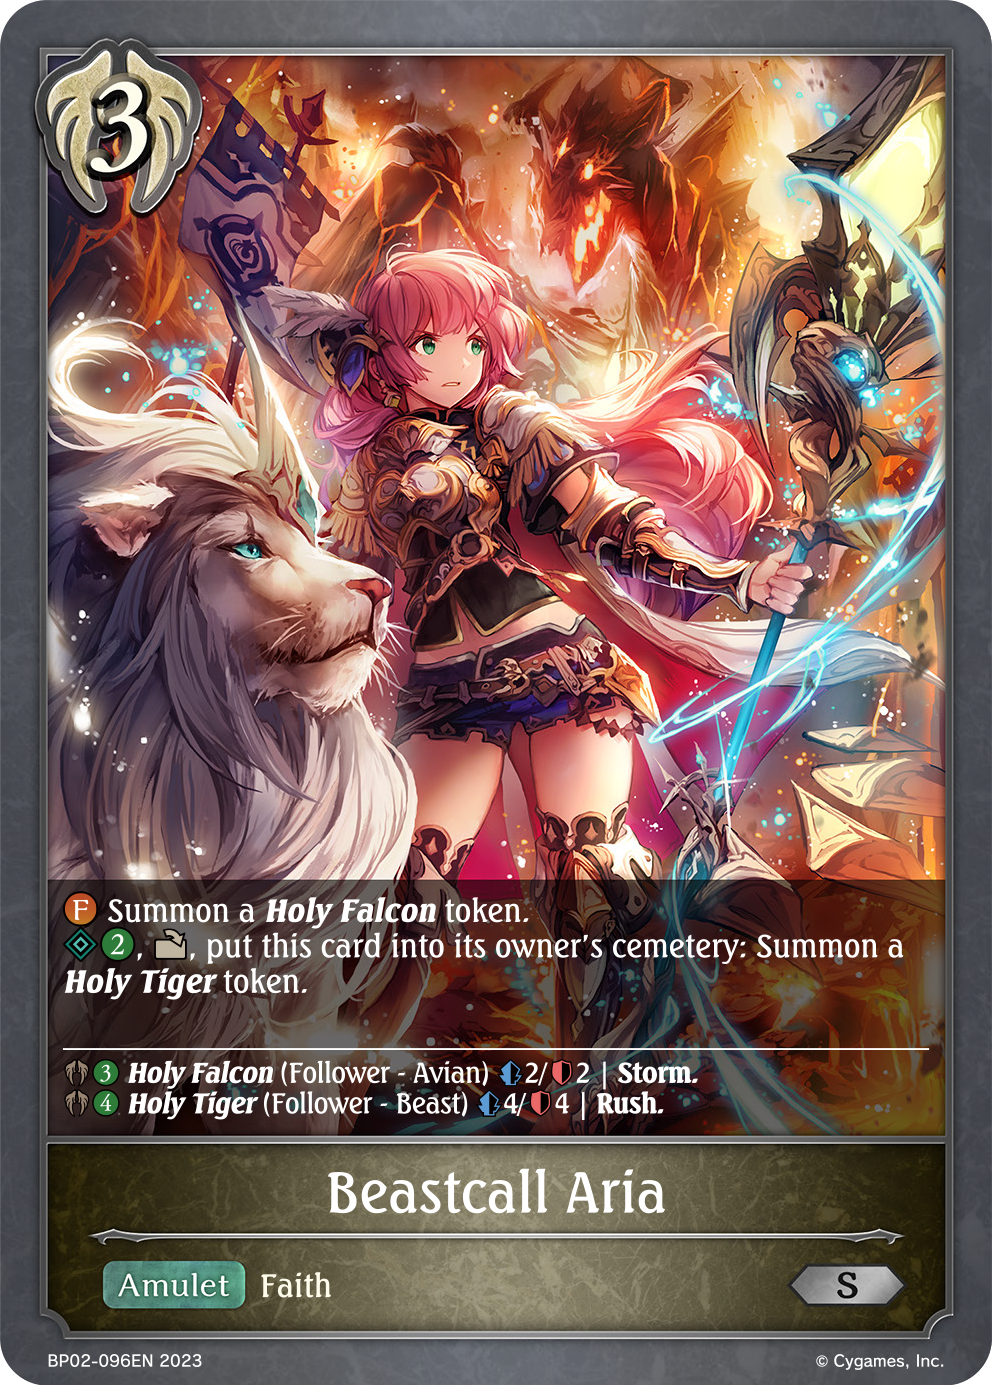 3
F Summon a Holy Falcon token.
2, , put this card into its owner's cemetery: Summon a
Holy Tiger token.
3 Holy Falcon (Follower - Avian) 2/2 | Storm.
4 Holy Tiger (Follower - Beast) 4/4 | Rush.
Beastcall Aria
Amulet Faith
S
BP02-096EN 2023
© Cygames, Inc.